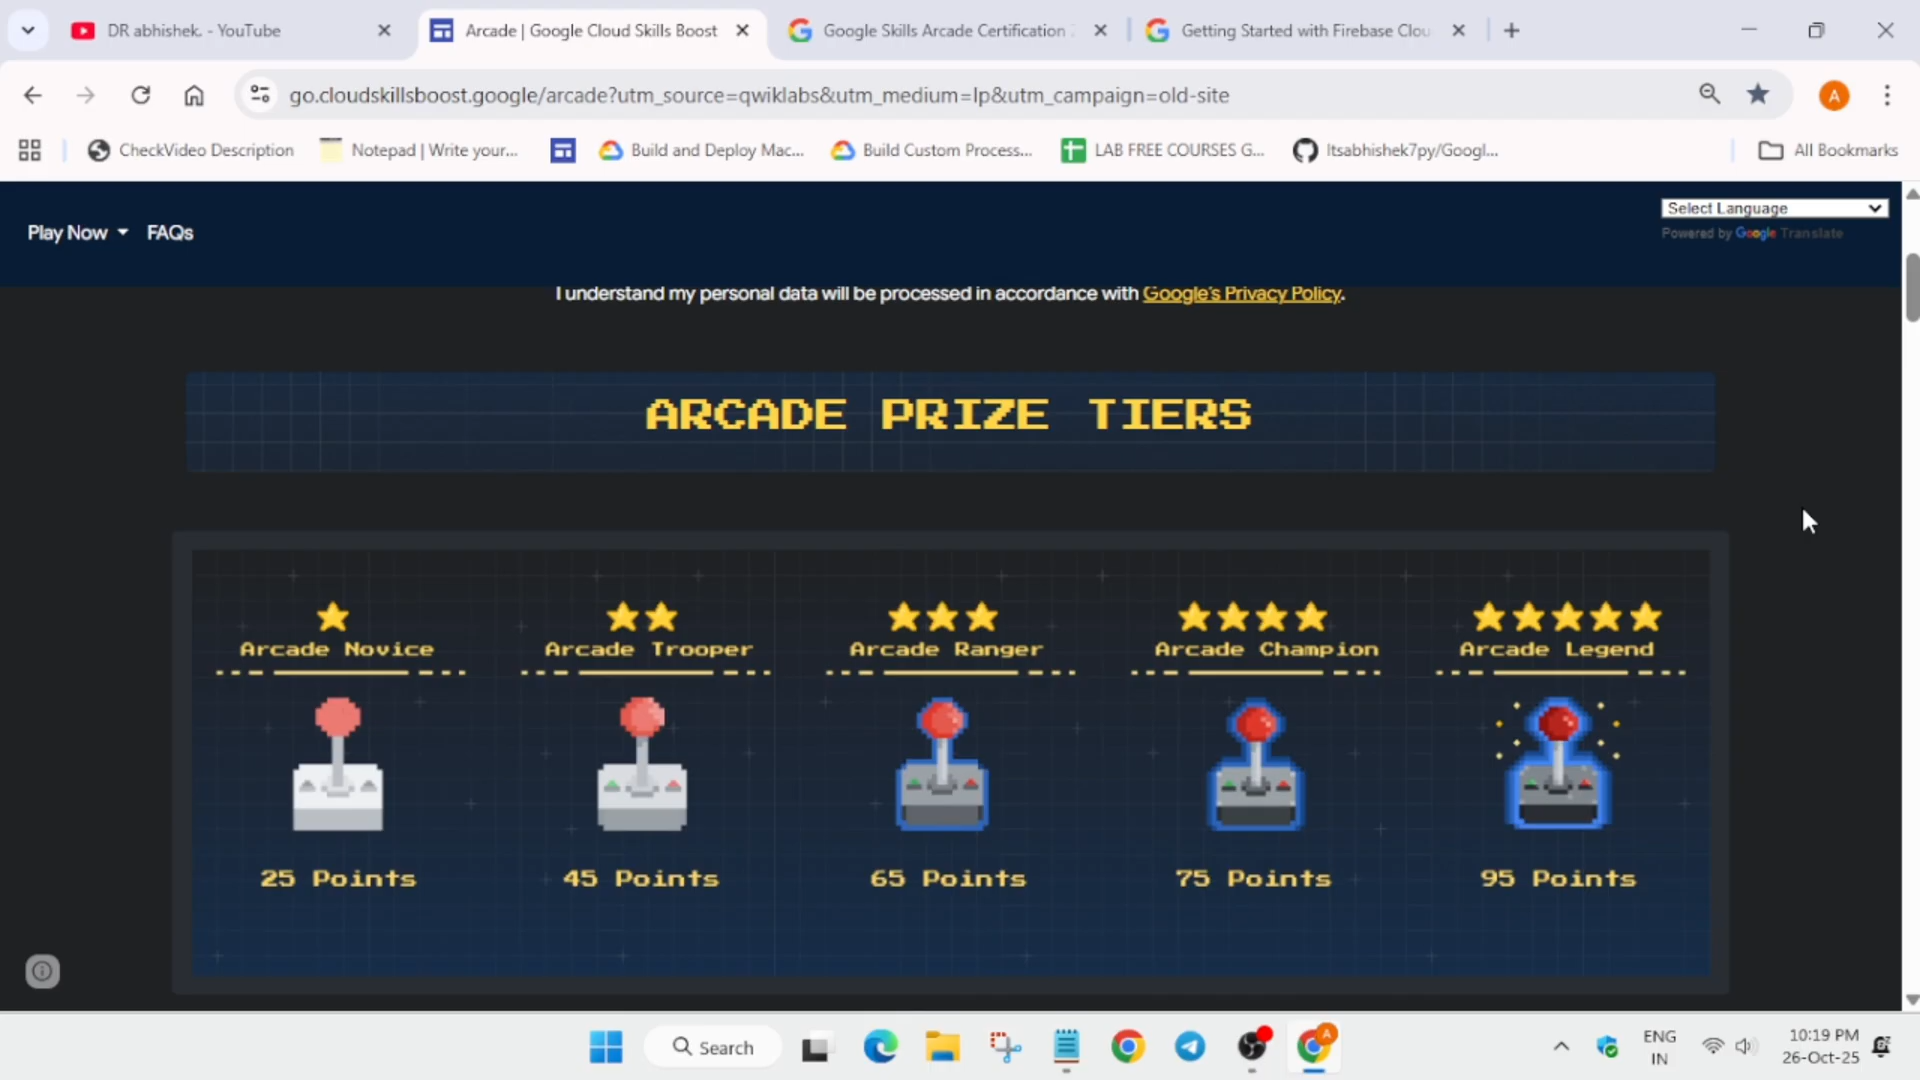 DR abhishek. - YouTube
Arcade | Google Cloud Skills Boost
Google Skills Arcade Certification
Getting Started with Firebase Clou
go.cloudskillsboost.google/arcade?utm_source=qwiklabs&utm_medium=lp&utm_campaign=old-site
A
CheckVideo Description
Notepad | Write your...
Build and Deploy Mac...
Build Custom Process...
LAB FREE COURSES G...
Itsabhishek7py/Googl...
All Bookmarks
Play Now
FAQs
Select Language
Powered by Google Translate
I understand my personal data will be processed in accordance with Google's Privacy Policy.
ARCADE PRIZE TIERS
Arcade Novice
Arcade Trooper
Arcade Ranger
Arcade Champion
Arcade Legend
25 Points
45 Points
65 Points
75 Points
95 Points
Search
A
ENG
IN
10:19 PM
26-Oct-25